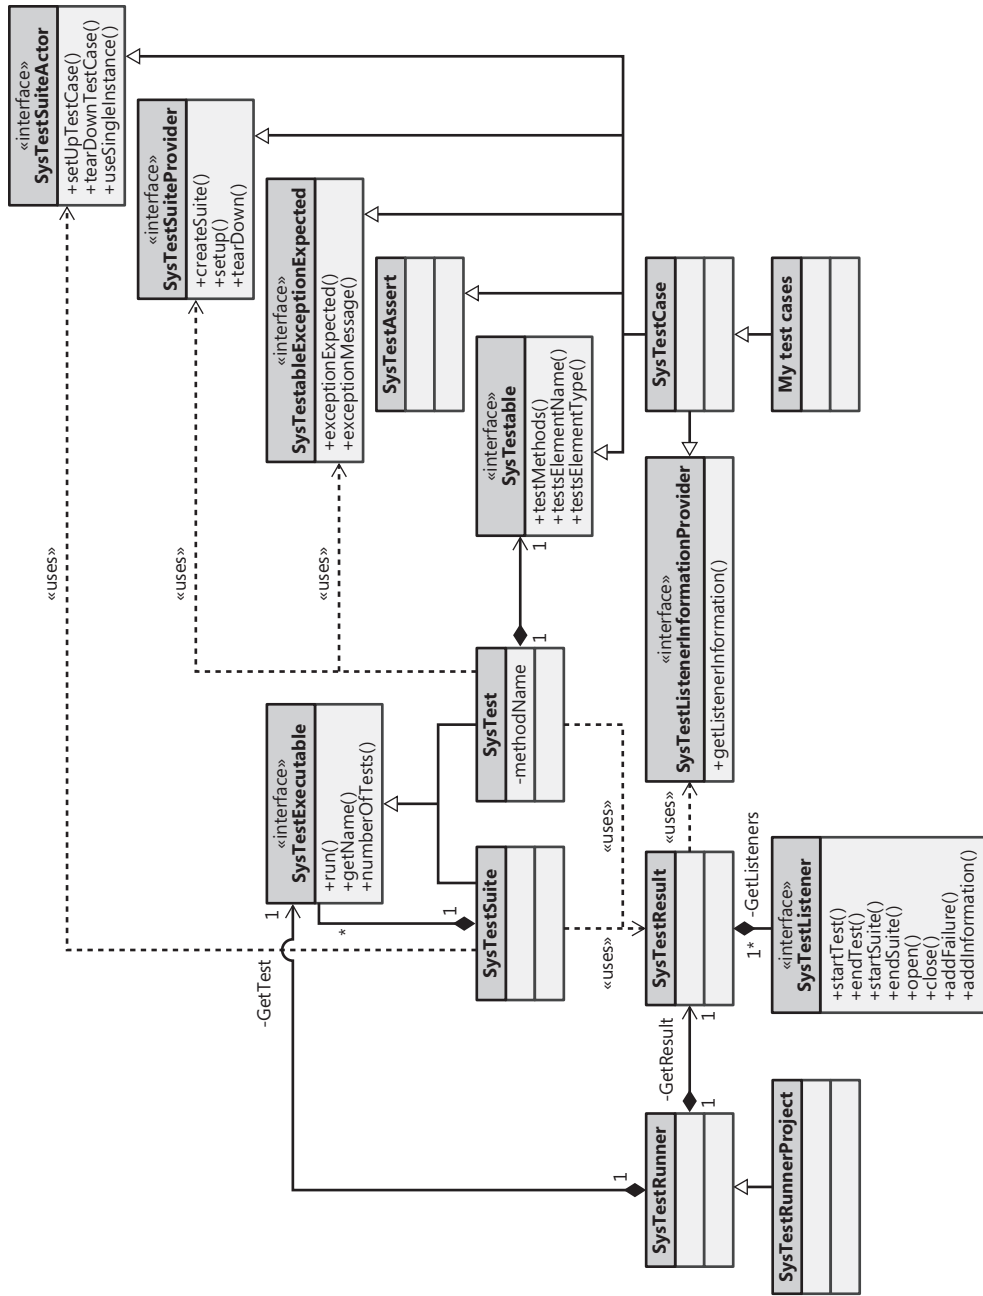 «interface»
SysTestSuiteActor
+setUpTestCase()
+tearDownTestCase()
+useSingleInstance()
«interface»
SysTestSuiteProvider
+createSuite()
+setup()
+tearDown()
«interface»
SysTestableExceptionExpected
+exceptionExpected()
+exceptionMessage()
SysTestAssert
«interface»
SysTestable
+testMethods()
+testsElementName()
+testsElementType()
SysTestCase
My test cases
«uses»
«uses»
«uses»
1
1
«interface»
SysTestExecutable
+run()
+getName()
+numberOfTests()
SysTest
-methodName
«interface»
SysTestListenerInformationProvider
+getListenerInformation()
-GetTest
1
*
1
SysTestSuite
«uses»
«uses»
«uses»
SysTestResult
-GetListeners
1*
«interface»
SysTestListener
+startTest()
+endTest()
+startSuite()
+endSuite()
+open()
+close()
+addFailure()
+addInformation()
-GetResult
1
1
1
SysTestRunner
SysTestRunnerProject